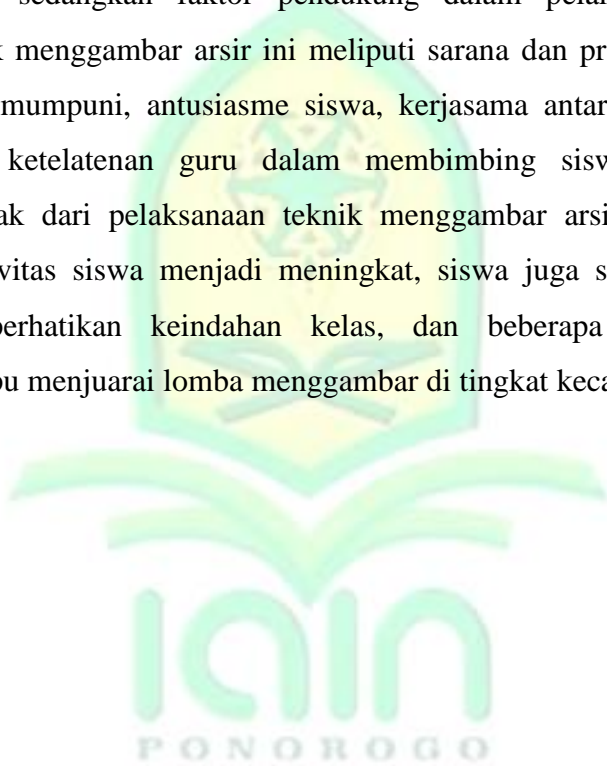 sedangkan faktor pendukung dalam
menggambar arsir ini meliputi sarana dan
mumpuni, antusiasme siswa, kerjasama antar
ketelatenan guru dalam membimbing
dari pelaksanaan teknik menggambar
siswa menjadi meningkat, siswa juga
keindahan kelas, dan beberapa
menjuarai lomba menggambar di tingkat
iain
PONOROGO